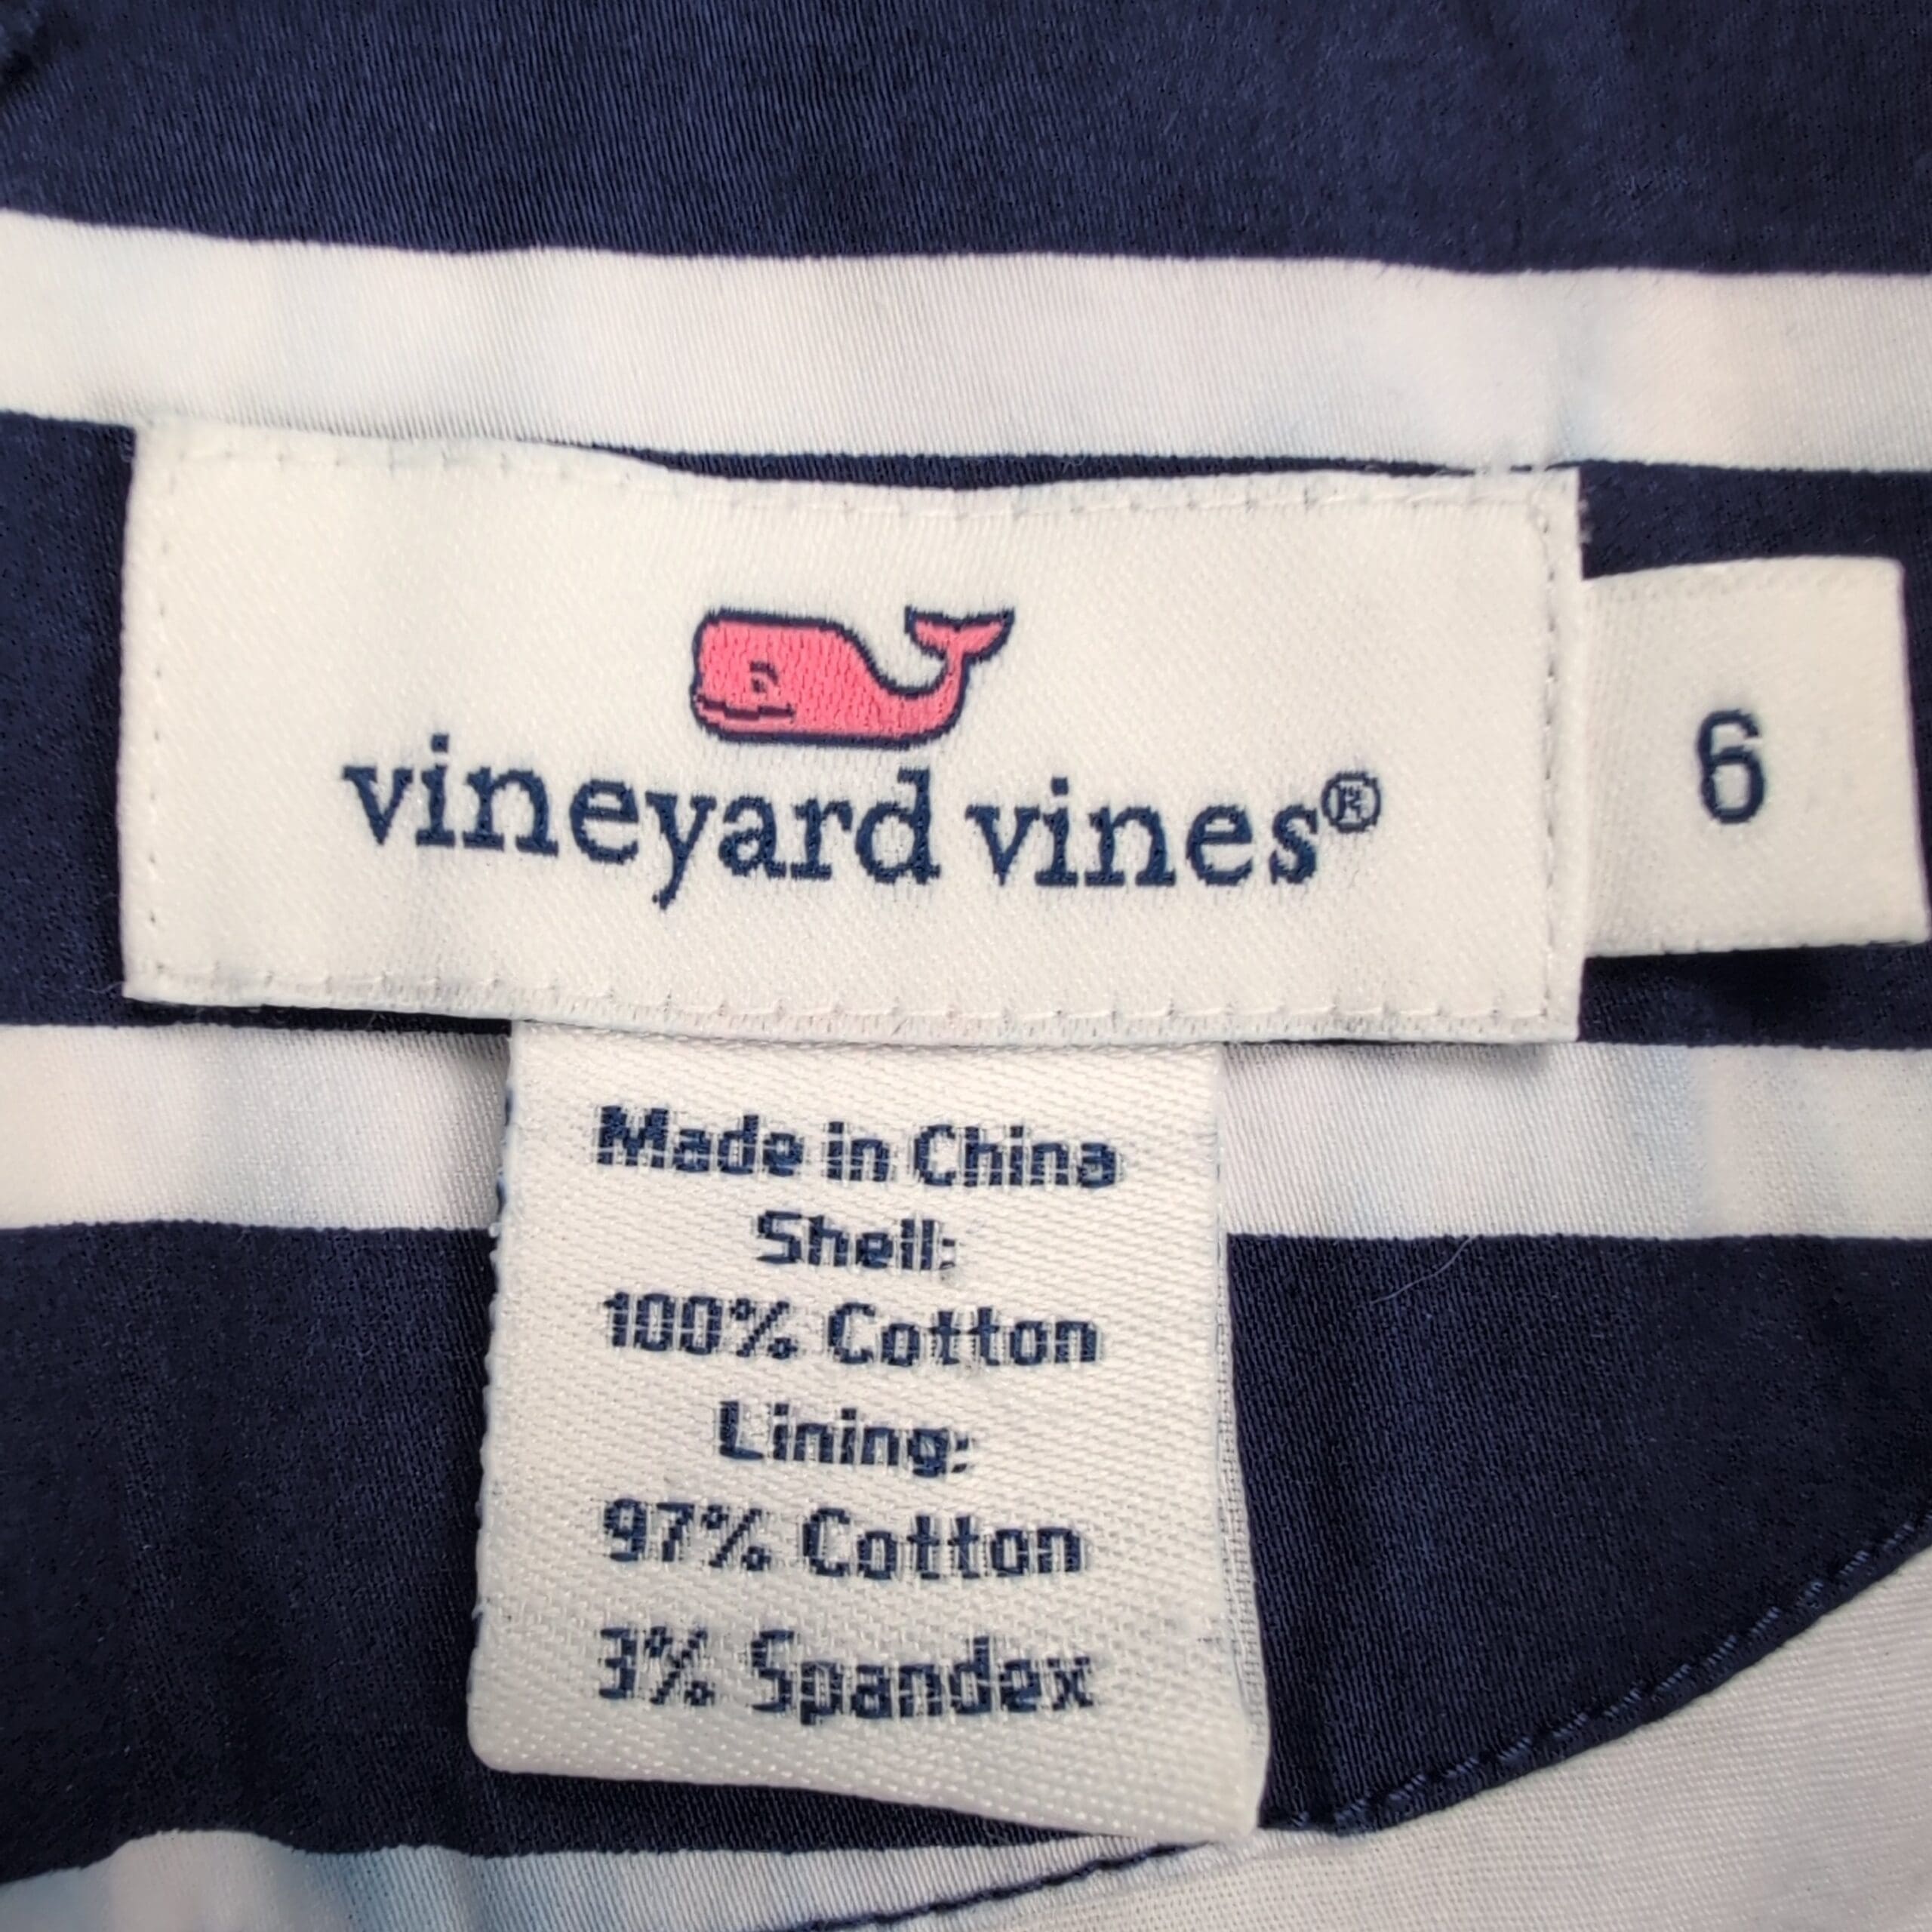 vineyard vines®
6
Made in China
Shell:
100% Cotton
Lining:
97% Cotton
3% Spandex